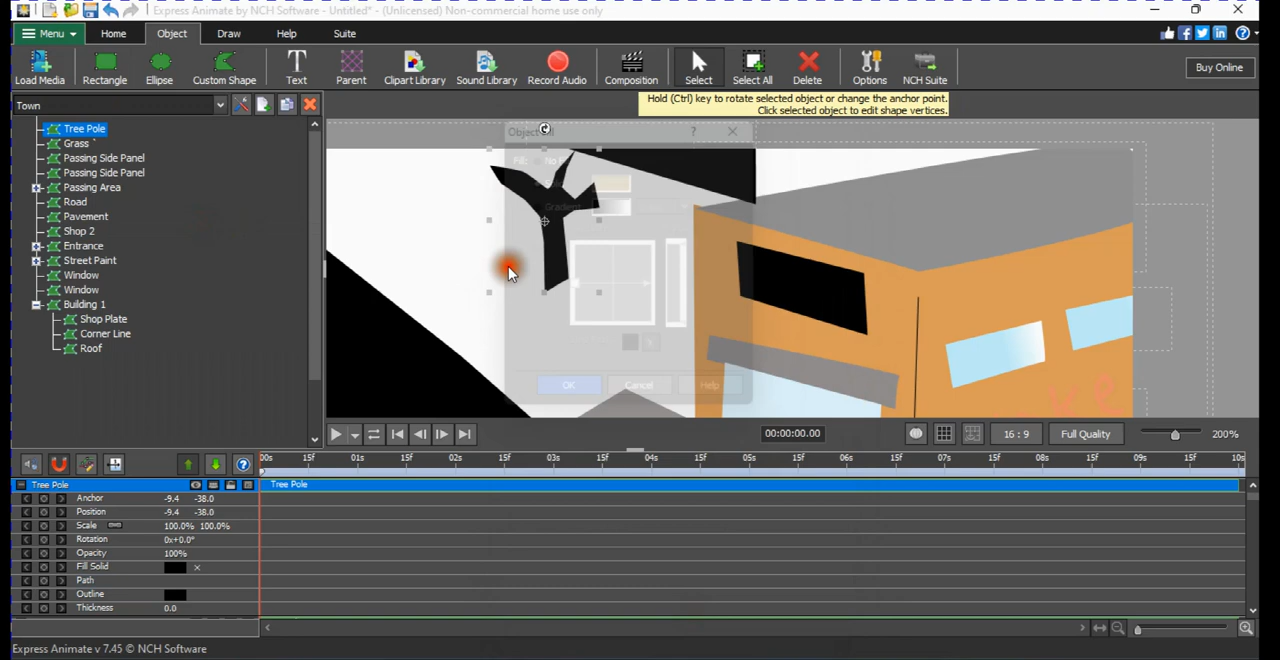 Express Animate by NCH Software - Untitled* - (Unlicensed) Non-commercial home use only
Menu Home Object Draw Help Suite
Load Media Rectangle Ellipse Custom Shape Text Parent Clipart Library Sound Library Record Audio Composition Select Select All Delete Options NCH Suite Buy Online
Hold (Ctrl) key to rotate selected object or change the anchor point.
Click selected object to edit shape vertices.
Town
Tree Pole
Grass `
Passing Side Panel
Passing Side Panel
Passing Area
Road
Pavement
Shop 2
Entrance
Street Paint
Window
Window
Building 1
Shop Plate
Corner Line
Roof
Object Fill ?
Fill:
Gradient
OK Cancel Help
00:00:00.00 16 : 9 Full Quality 200%
00s 15f 01s 15f 02s 15f 03s 15f 04s 15f 05s 15f 06s 15f 07s 15f 08s 15f 09s 15f 10s
Tree Pole Tree Pole
Anchor -9.4 -38.0
Position -9.4 -38.0
Scale 100.0% 100.0%
Rotation 0x+0.0°
Opacity 100%
Fill Solid
Path
Outline
Thickness 0.0
Express Animate v 7.45 © NCH Software